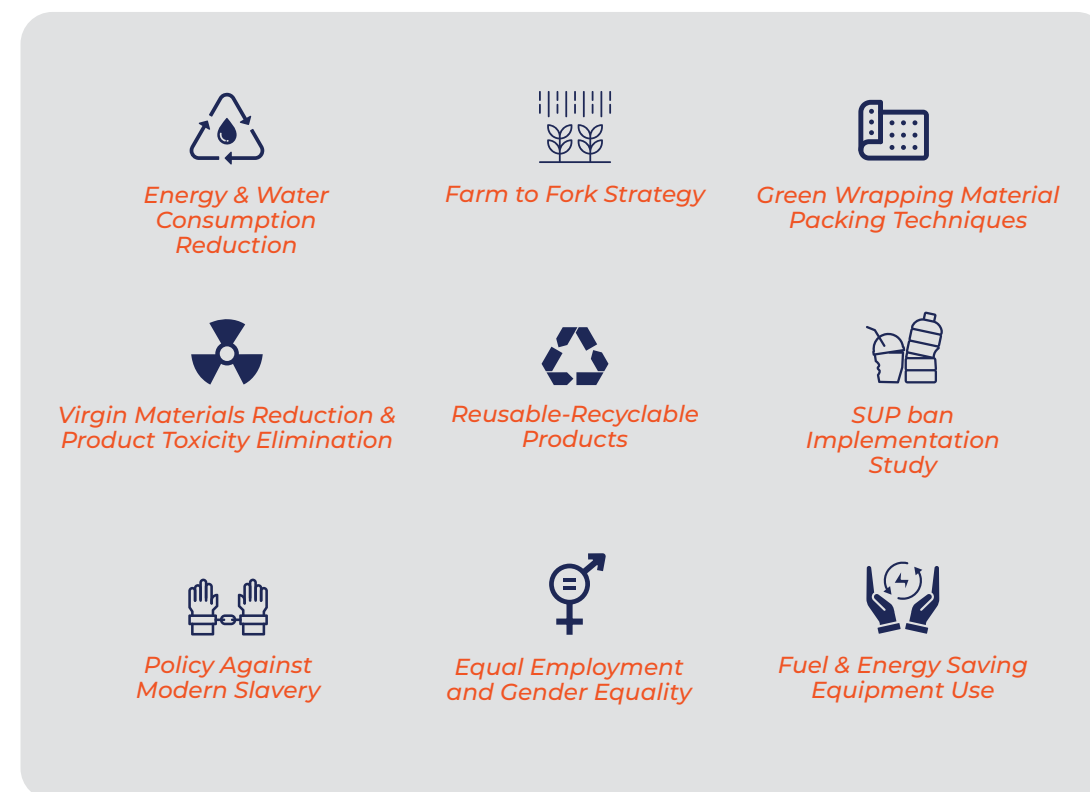 Energy & Water
Consumption
Reduction
Farm to Fork Strategy
Green Wrapping Material
Packing Techniques
Virgin Materials Reduction &
Product Toxicity Elimination
Reusable-Recyclable
Products
SUP ban
Implementation
Study
Policy Against
Modern Slavery
Equal Employment
and Gender Equality
Fuel & Energy Saving
Equipment Use